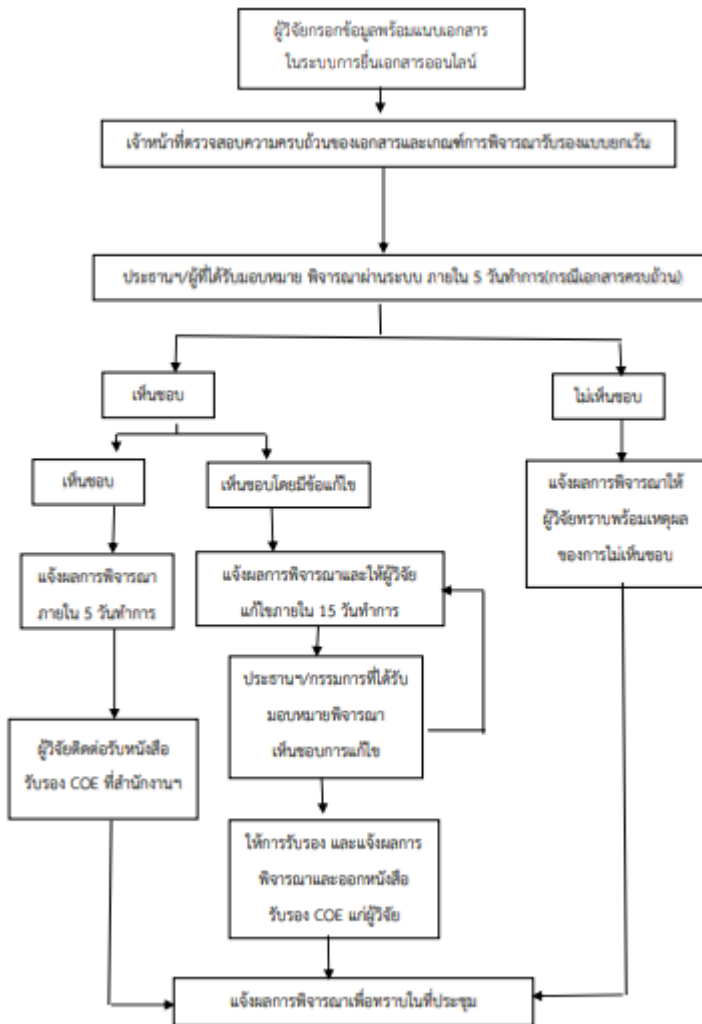 ผู้วิจัยกรอกข้อมูลพร้อมแนบเอกสาร
ในระบบการยื่นเอกสารออนไลน์
เจ้าหน้าที่ตรวจสอบความครบถ้วนของเอกสารและเกณฑ์การพิจารณารับรองแบบยกเว้น
ประธานฯ/ผู้ที่ได้รับมอบหมาย พิจารณาผ่านระบบ ภายใน 5 วันทำการ(กรณีเอกสารครบถ้วน)
เห็นชอบ
ไม่เห็นชอบ
เห็นชอบ
เห็นชอบโดยมีข้อแก้ไข
แจ้งผลการพิจารณาให้
ผู้วิจัยทราบพร้อมเหตุผล
ของการไม่เห็นชอบ
แจ้งผลการพิจารณา
ภายใน 5 วันทำการ
แจ้งผลการพิจารณาและให้ผู้วิจัย
แก้ไขภายใน 15 วันทำการ
ประธานฯ/กรรมการที่ได้รับ
มอบหมายพิจารณา
เห็นชอบการแก้ไข
ผู้วิจัยติดต่อรับหนังสือ
รับรอง COE ที่สำนักงานฯ
ให้การรับรอง และแจ้งผลการ
พิจารณาและออกหนังสือ
รับรอง COE แก่ผู้วิจัย
แจ้งผลการพิจารณาเพื่อทราบในที่ประชุม